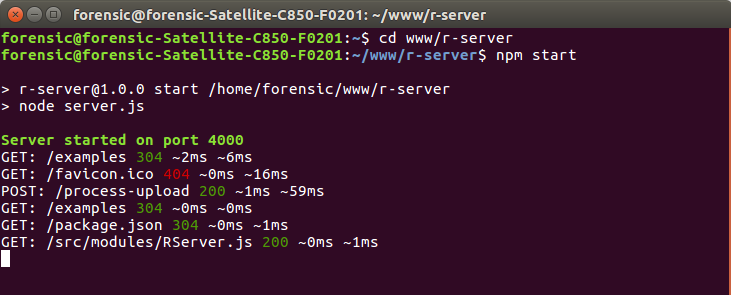 forensic@forensic-Satellite-C850-F0201: ~/www/r-server
forensic@forensic-Satellite-C850-F0201:~$ cd www/r-server
forensic@forensic-Satellite-C850-F0201:~/www/r-server$ npm start
> r-server@1.0.0 start /home/forensic/www/r-server
> node server.js
Server started on port 4000
GET: /examples 304 ~2ms ~6ms
GET: /favicon.ico 404 ~0ms ~16ms
POST: /process-upload 200 ~1ms ~59ms
GET: /examples 304 ~0ms ~0ms
GET: /package.json 304 ~0ms ~1ms
GET: /src/modules/RServer.js 200 ~0ms ~1ms